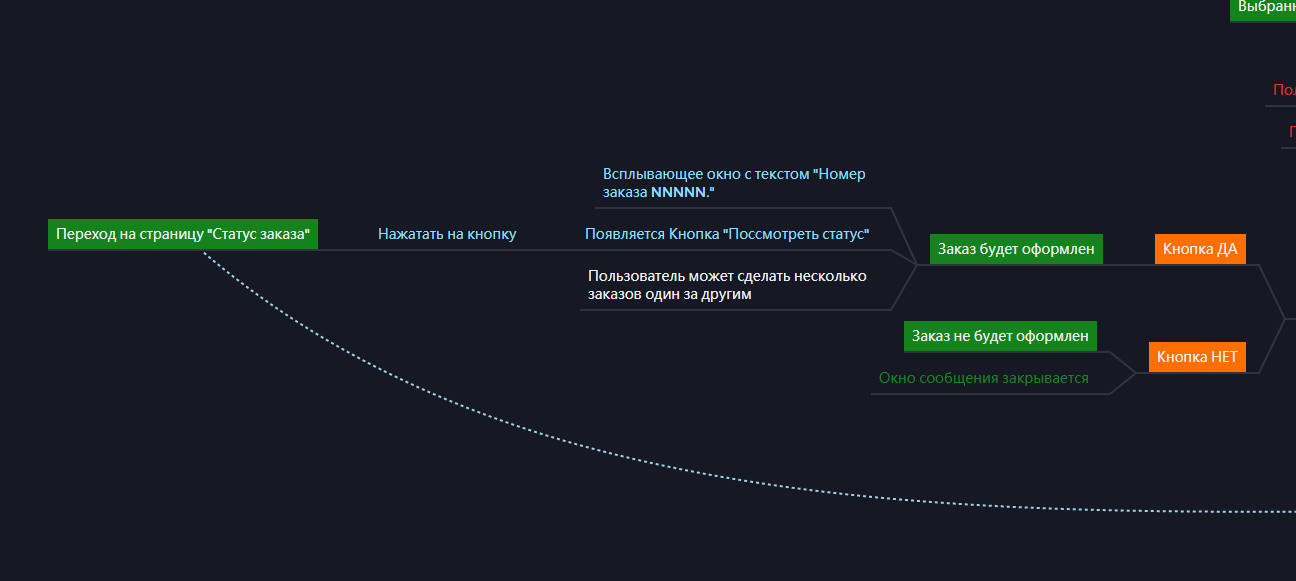 Всплывающее окно с текстом "Номер
заказа NNNNN."
Переход на страницу "Статус заказа"
Нажатать на кнопку
Появляется Кнопка "Поссмотреть статус"
Заказ будет оформлен
Кнопка ДА
Пользователь может сделать несколько
заказов один за другим
Заказ не будет оформлен
Кнопка НЕТ
Окно сообщения закрывается